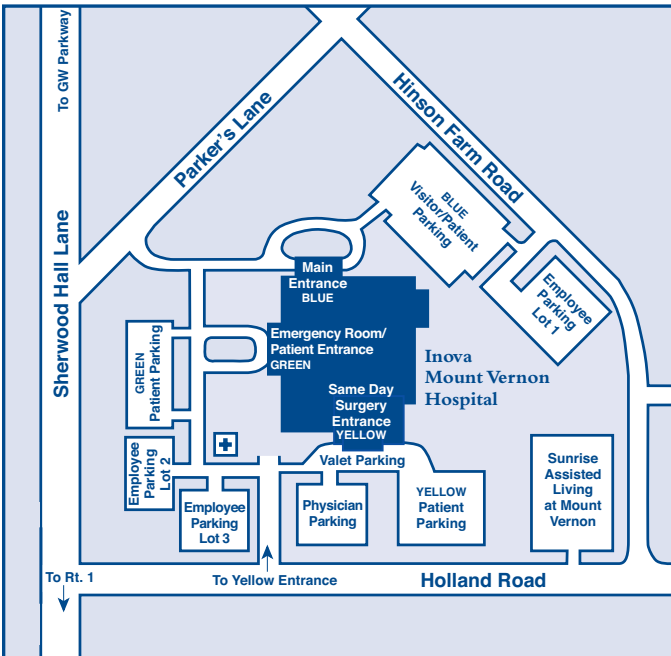 To GW Parkway
Hinson Farm Road
Parker's Lane
BLUE
Visitor/Patient
Parking
Sherwood Hall Lane
Main
Entrance
BLUE
Employee
Parking
Lot 1
Emergency Room/
Patient Entrance
GREEN
GREEN
Patient Parking
Inova
Mount Vernon
Hospital
Same Day
Surgery
Entrance
YELLOW
Valet Parking
Employee
Parking
Lot 2
Employee
Parking
Lot 3
Physician
Parking
YELLOW
Patient
Parking
Sunrise
Assisted
Living
at Mount
Vernon
To Rt. 1
To Yellow Entrance
Holland Road